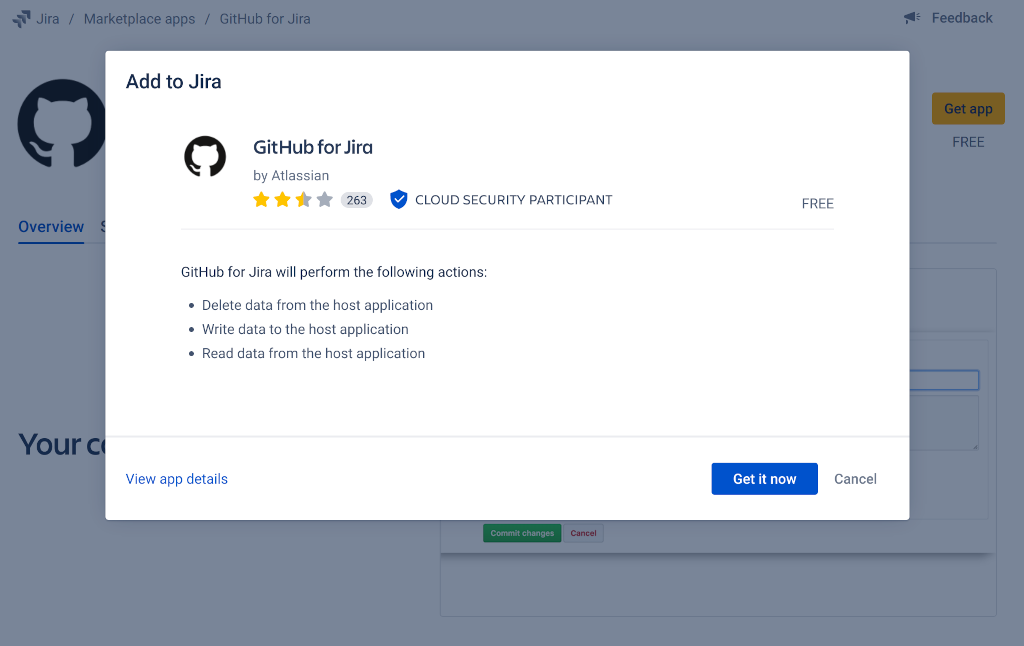 Jira / Marketplace apps / GitHub for Jira
Feedback
Get app
FREE
Overview
Your
Add to Jira
GitHub for Jira
by Atlassian
263
CLOUD SECURITY PARTICIPANT
FREE
GitHub for Jira will perform the following actions:
• Delete data from the host application
• Write data to the host application
• Read data from the host application
View app details
Get it now
Cancel
Commit changes
Cancel